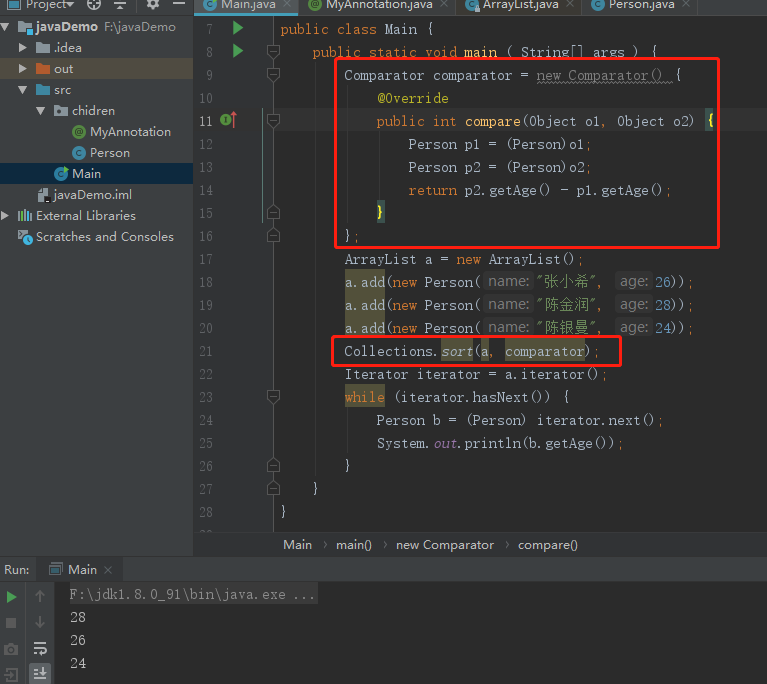 Project
Main.java
MyAnnotation.java
ArrayList.java
Person.java
javaDemo F:\javaDemo
.idea
out
src
chidren
MyAnnotation
Person
Main
javaDemo.iml
External Libraries
Scratches and Consoles
7 public class Main {
8 public static void main ( String[] args ) {
9 Comparator comparator = new Comparator() {
10 @Override
11 public int compare(Object o1, Object o2) {
12 Person p1 = (Person)o1;
13 Person p2 = (Person)o2;
14 return p2.getAge() - p1.getAge();
15 }
16 };
17 ArrayList a = new ArrayList();
18 a.add(new Person( name: "张小希", age: 26));
19 a.add(new Person( name: "陈金润", age: 28));
20 a.add(new Person( name: "陈银曼", age: 24));
21 Collections.sort(a, comparator);
22 Iterator iterator = a.iterator();
23 while (iterator.hasNext()) {
24 Person b = (Person) iterator.next();
25 System.out.println(b.getAge());
26 }
27 }
28 }
Main › main() › new Comparator › compare()
Run: Main
F:\jdk1.8.0_91\bin\java.exe ...
28
26
24